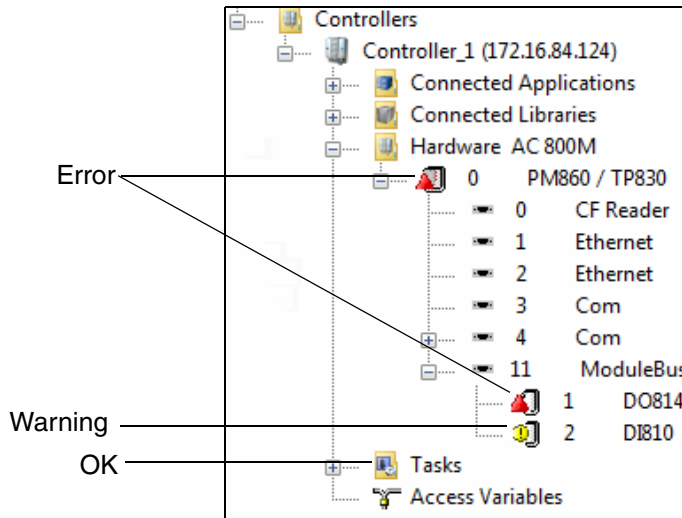 Controllers
Controller_1 (172.16.84.124)
Connected Applications
Connected Libraries
Hardware AC 800M
Error
0 PM860 / TP830
0 CF Reader
1 Ethernet
2 Ethernet
3 Com
4 Com
11 ModuleBus
1 DO814
Warning
2 DI810
OK
Tasks
Access Variables